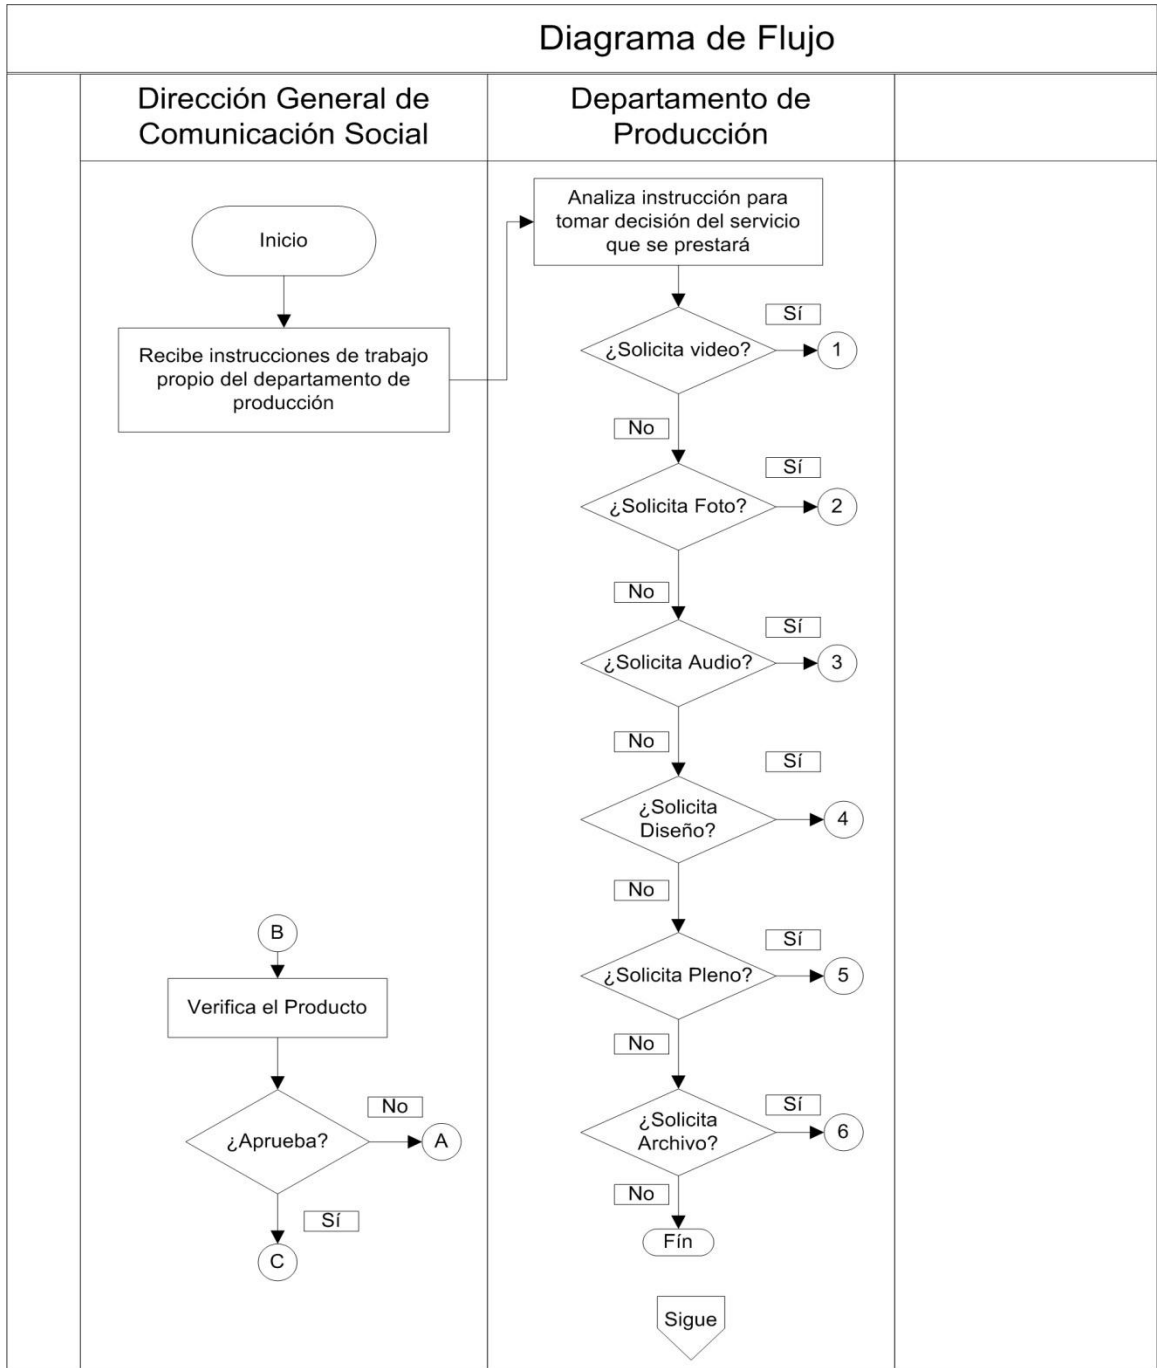 Diagrama de Flujo
Dirección General de
Comunicación Social
Departamento de
Producción
Inicio
Recibe instrucciones de trabajo
propio del departamento de
producción
B
Verifica el Producto
¿Aprueba?
No
A
Sí
C
Analiza instrucción para
tomar decisión del servicio
que se prestará
¿Solicita video?
Sí
1
No
¿Solicita Foto?
Sí
2
No
¿Solicita Audio?
Sí
3
No
¿Solicita
Diseño?
Sí
4
No
¿Solicita Pleno?
Sí
5
No
¿Solicita
Archivo?
Sí
6
No
Fín
Sigue